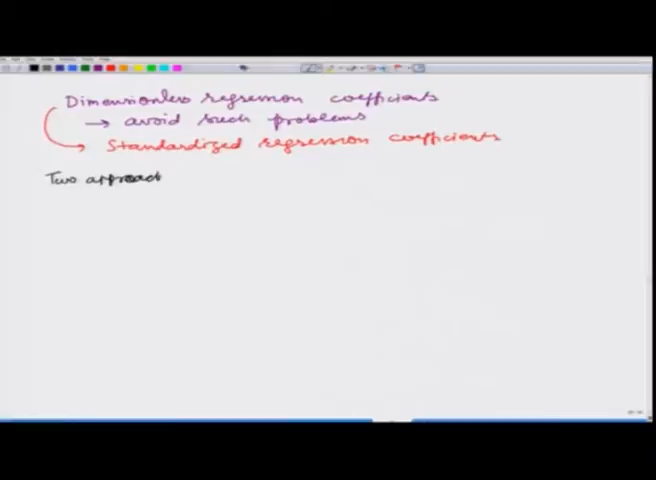 Dimensionless regression coefficients
→ avoid such problems
→ Standardized regression coefficients
Two approach